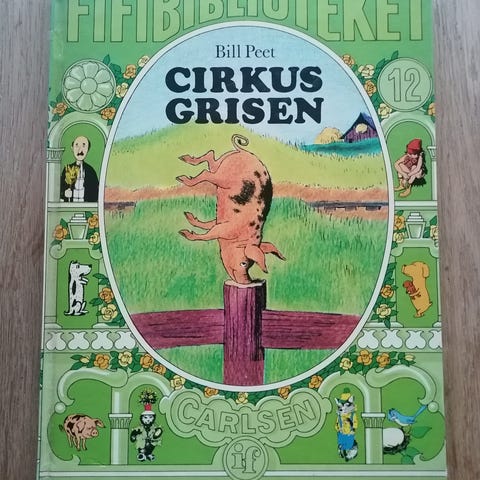 FIFIBIBLIOTEKET
Bill Peet
CIRKUS
GRISEN
12
CARLSEN
if